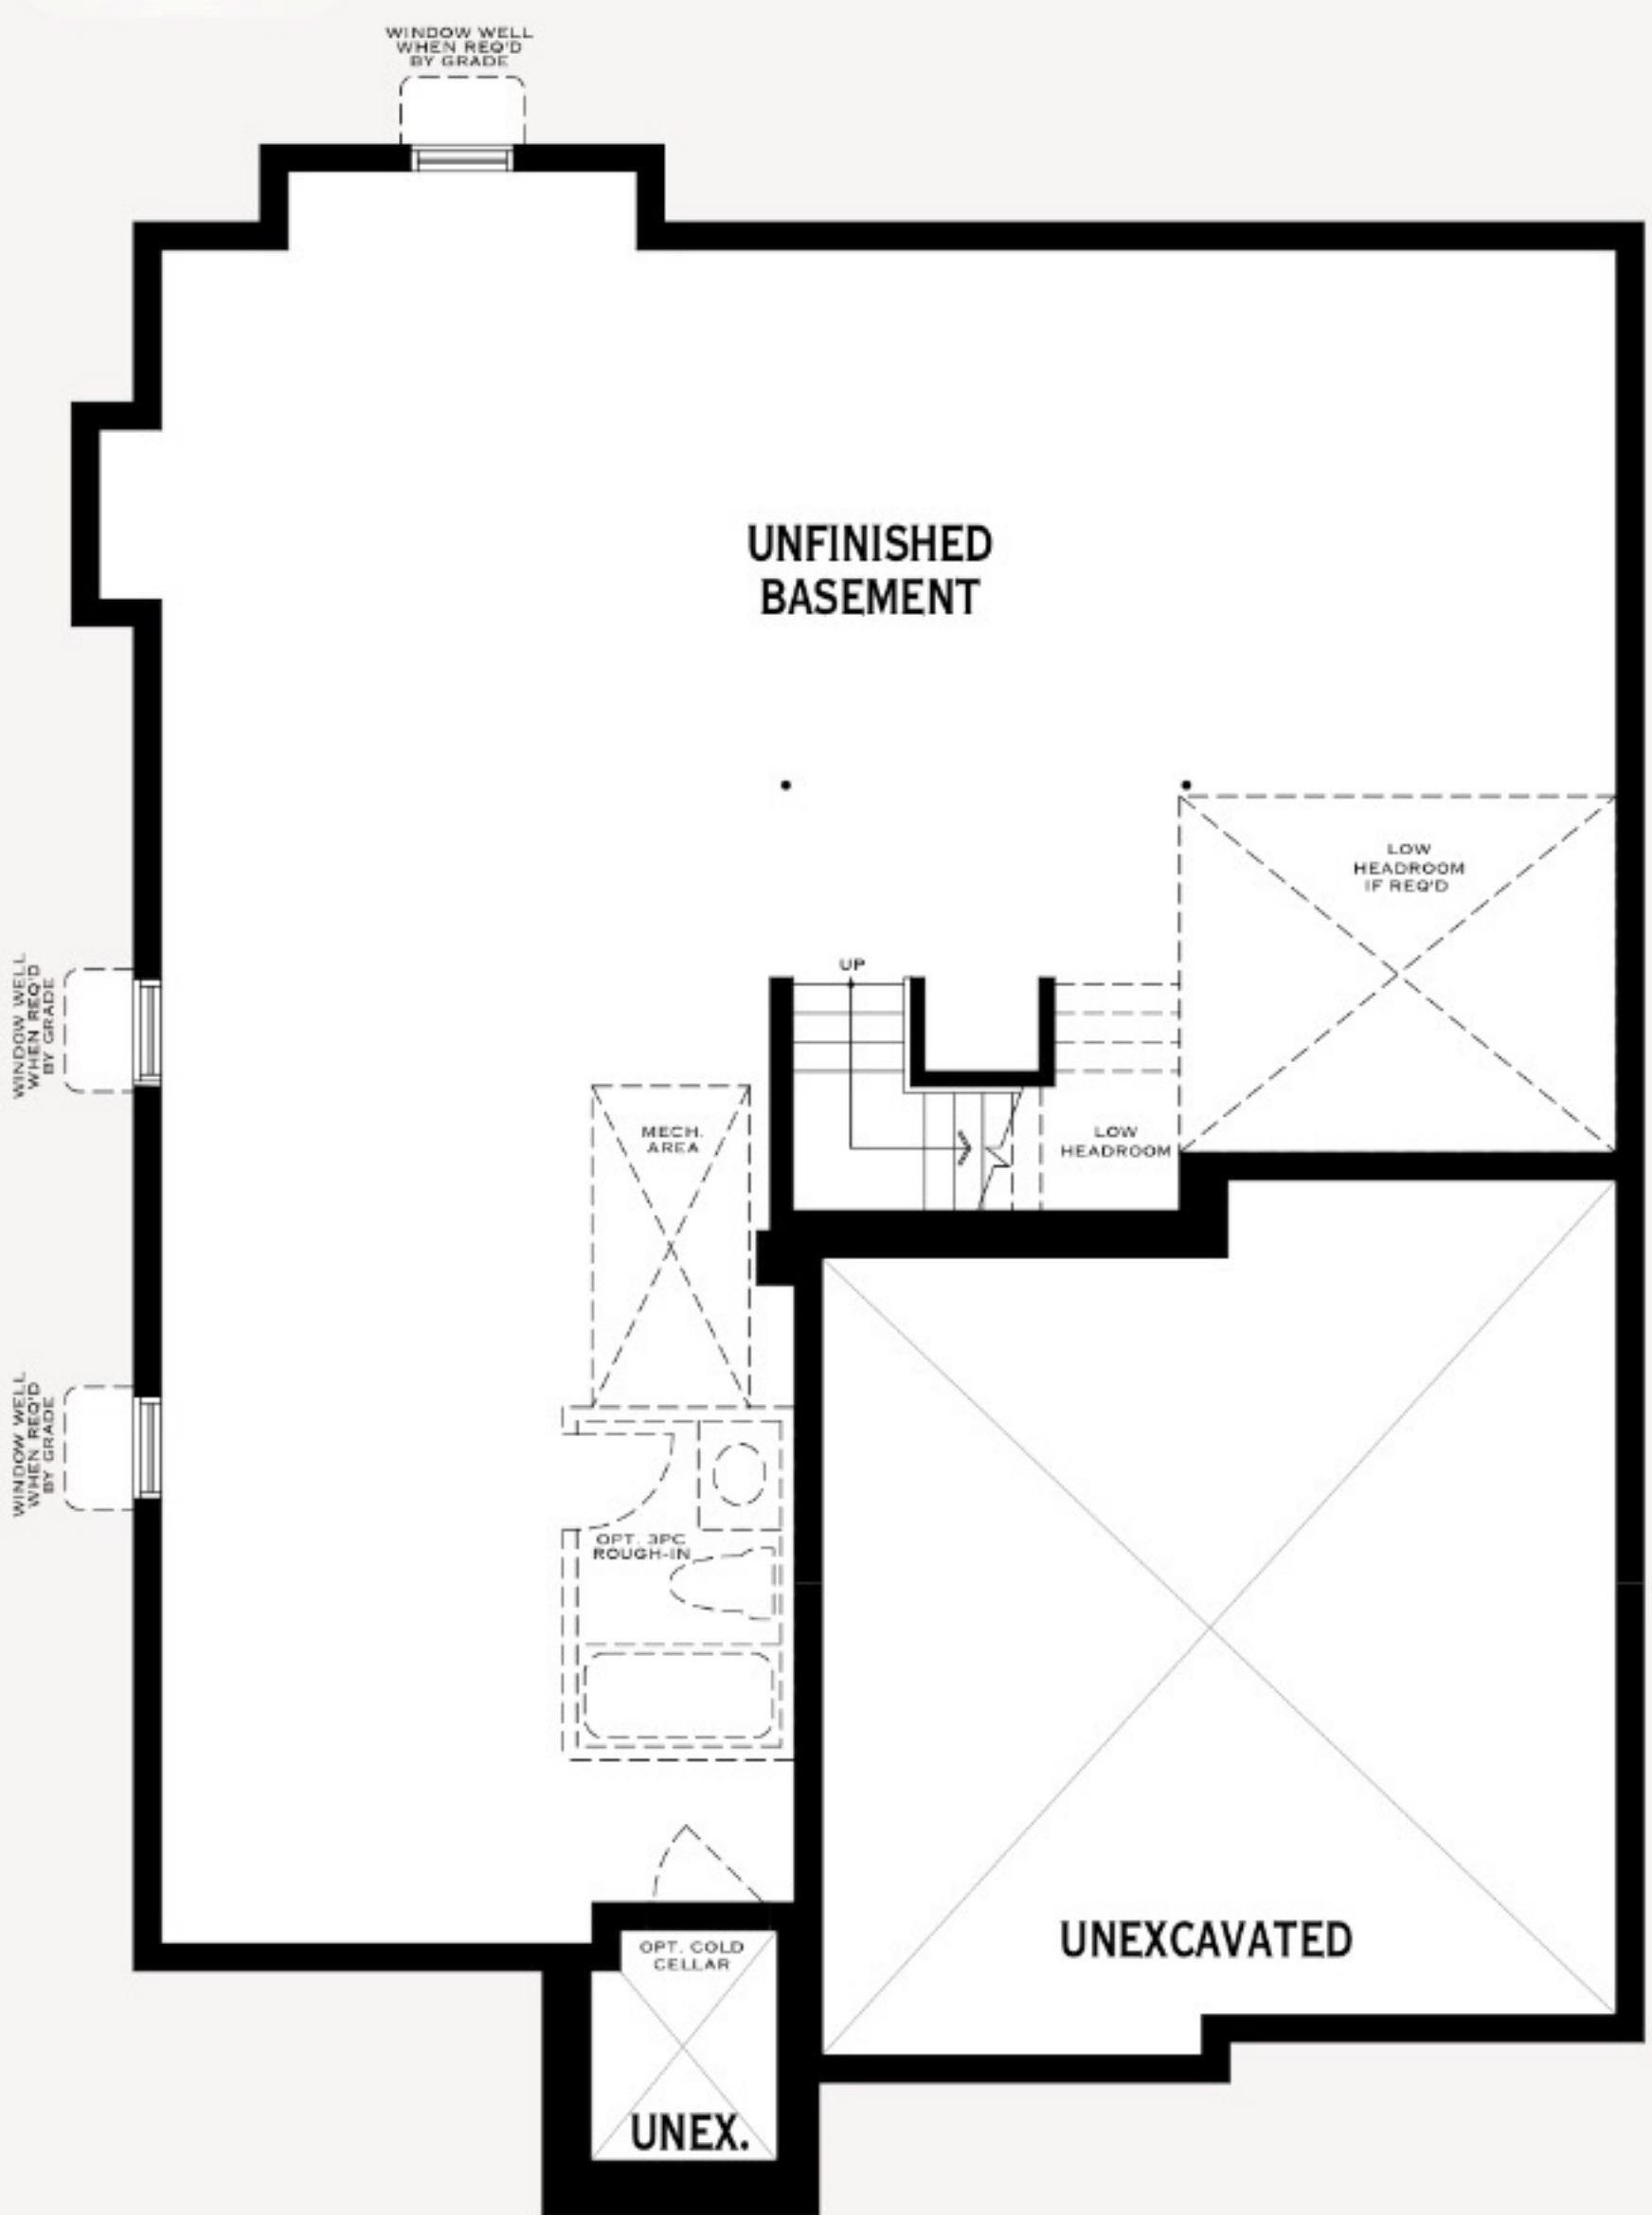 WINDOW WELL
WHEN REQ'D
BY GRADE
UNFINISHED
BASEMENT
LOW
HEADROOM
IF REQ'D
UP
WINDOW WELL
WHEN REQ'D
BY GRADE
MECH.
AREA
LOW
HEADROOM
WINDOW WELL
WHEN REQ'D
BY GRADE
OPT. 3PC
ROUGH-IN
UNEXCAVATED
OPT. COLD
CELLAR
UNEX.